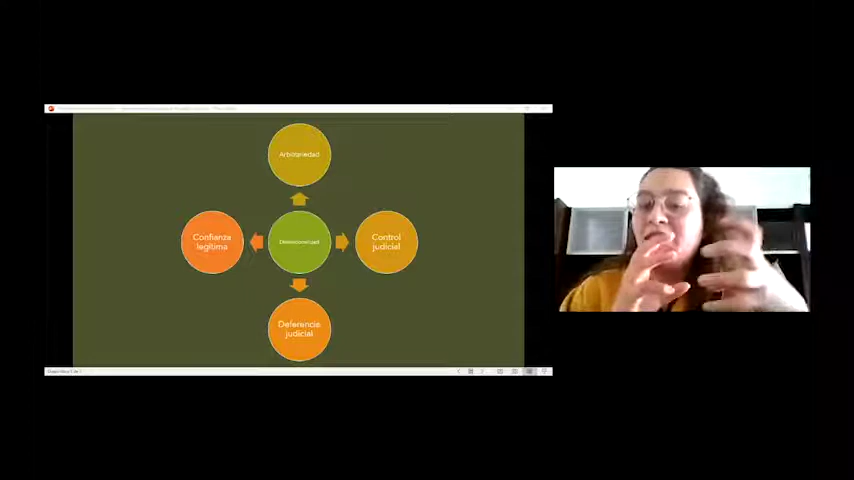 Arbitrariedad
Confianza
legítima
Discrecionalidad
Control
judicial
Deferencia
judicial